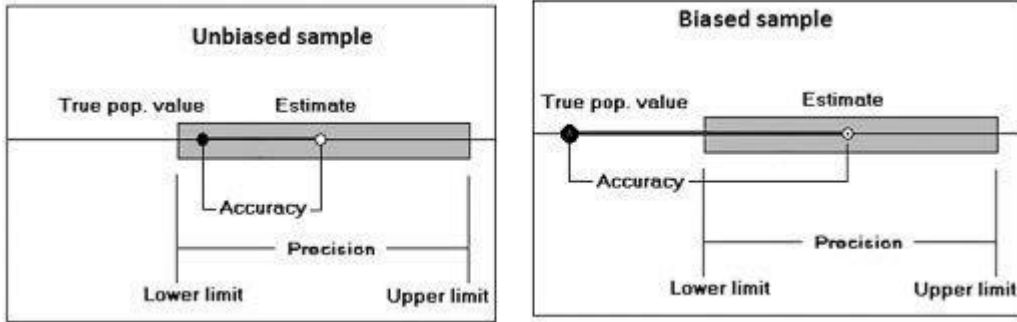 Unbiased sample
True pop. value Estimate
Accuracy
Precision
Lower limit Upper limit
Biased sample
True pop. value Estimate
Accuracy
Precision
Lower limit Upper limit